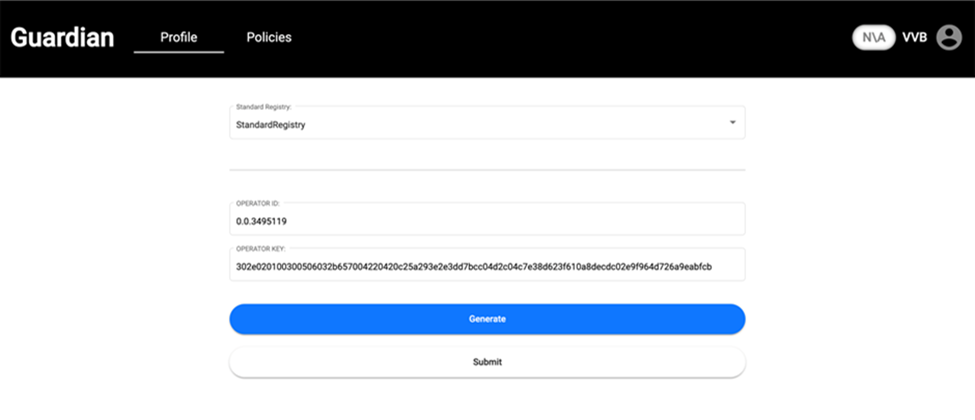 Guardian Profile Policies N\A VVB
Standard Registry:
StandardRegistry
OPERATOR ID:
0.0.3495119
OPERATOR KEY:
302e020100300506032b657004220420c25a293e2e3dd7bcc04d2c04c7e38d623f610a8decdc02e9f964d726a9eabfcb
Generate
Submit